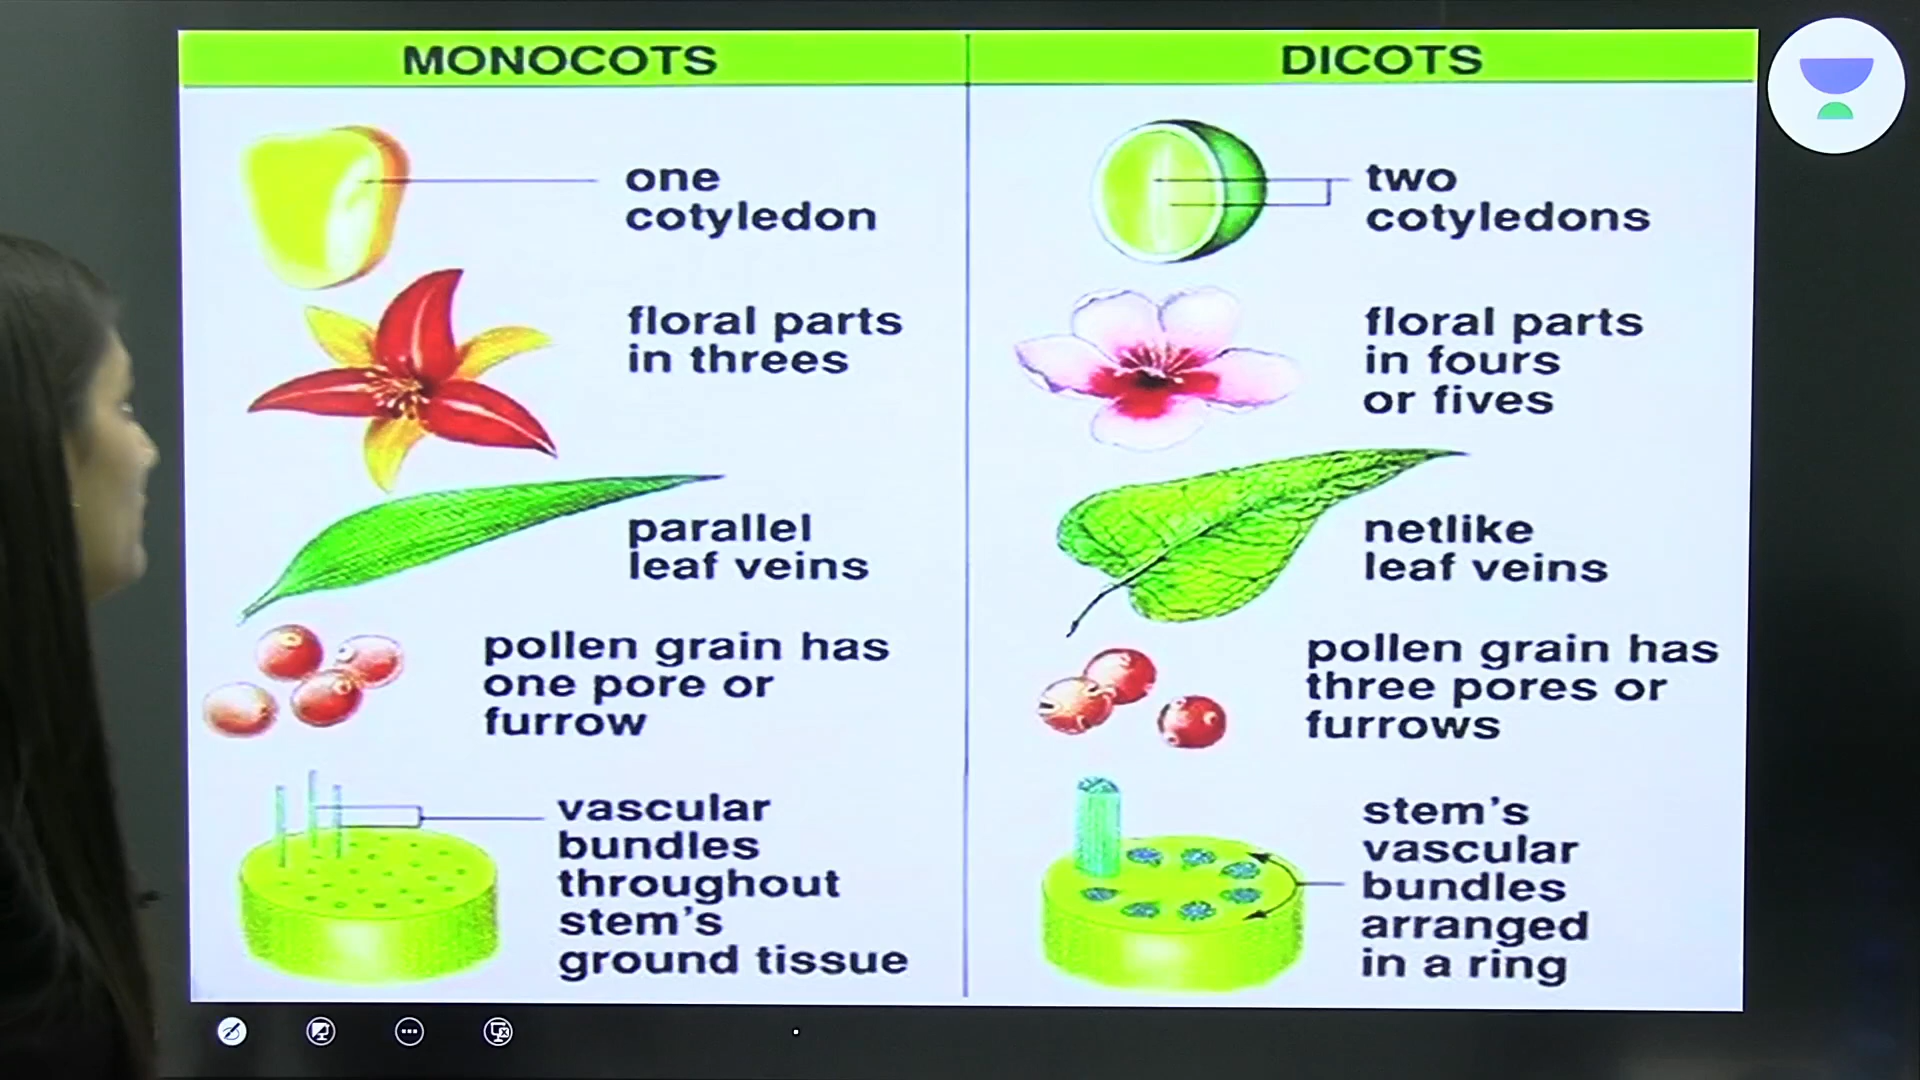 MONOCOTS
DICOTS
one
cotyledon
two
cotyledons
floral parts
in threes
floral parts
in fours
or fives
parallel
leaf veins
netlike
leaf veins
pollen grain has
one pore or
furrow
pollen grain has
three pores or
furrows
vascular
bundles
throughout
stem's
ground tissue
stem's
vascular
bundles
arranged
in a ring